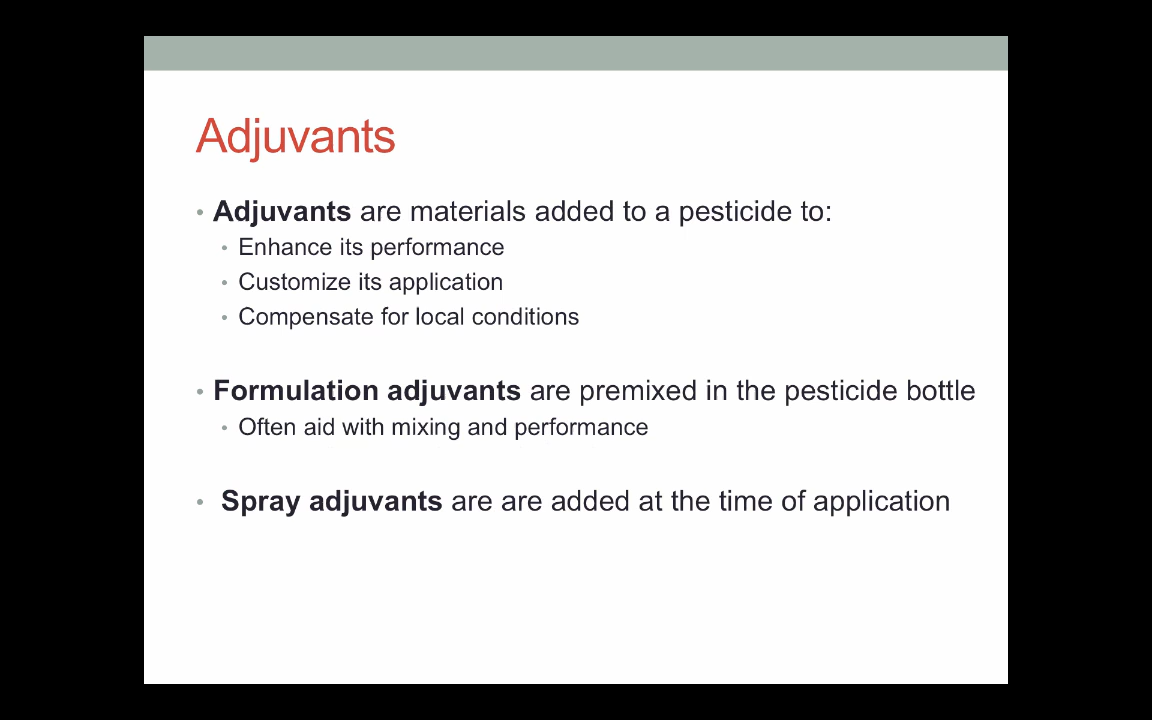 Adjuvants
• Adjuvants are materials added to a pesticide to:
• Enhance its performance
• Customize its application
• Compensate for local conditions
• Formulation adjuvants are premixed in the pesticide bottle
• Often aid with mixing and performance
• Spray adjuvants are are added at the time of application